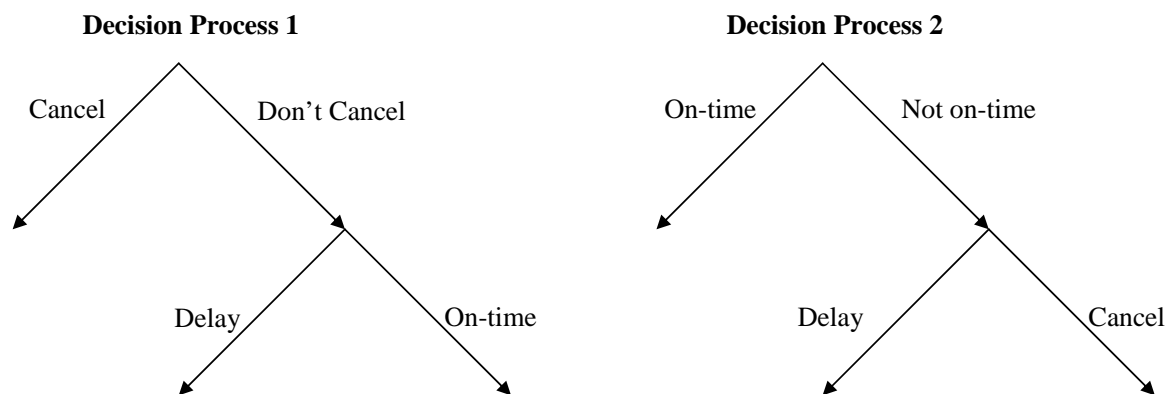 Decision Process 1
Cancel
Don’t Cancel
Delay
On-time
Decision Process 2
On-time
Not on-time
Delay
Cancel